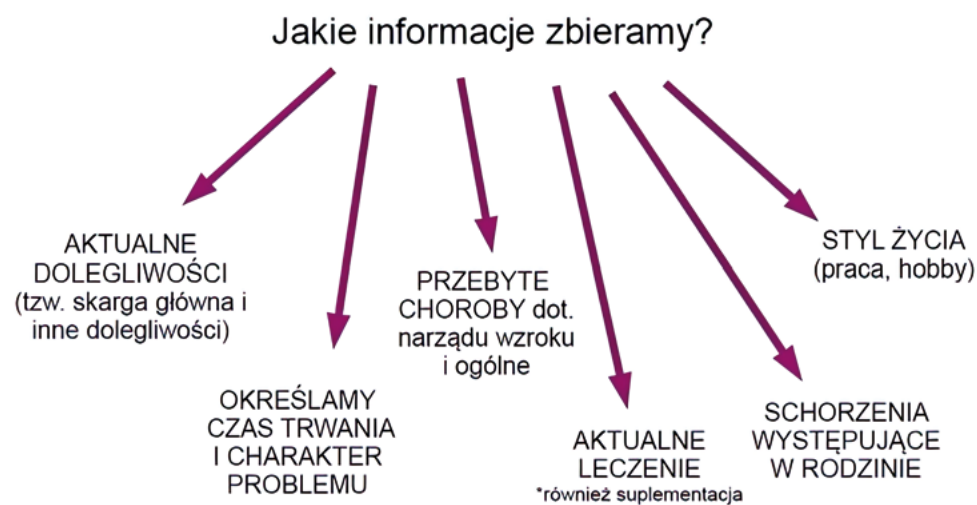 Jakie informacje zbieramy?
AKTUALNE
DOLEGLIWOŚCI
(tzw. skarga główna i
inne dolegliwości)
OKREŚLAMY
CZAS TRWANIA
I CHARAKTER
PROBLEMU
PRZEBYTE
CHOROBY dot.
narządu wzroku
i ogólne
AKTUALNE
LECZENIE
*również suplementacja
SCHORZENIA
WYSTĘPUJĄCE
W RODZINIE
STYL ŻYCIA
(praca, hobby)